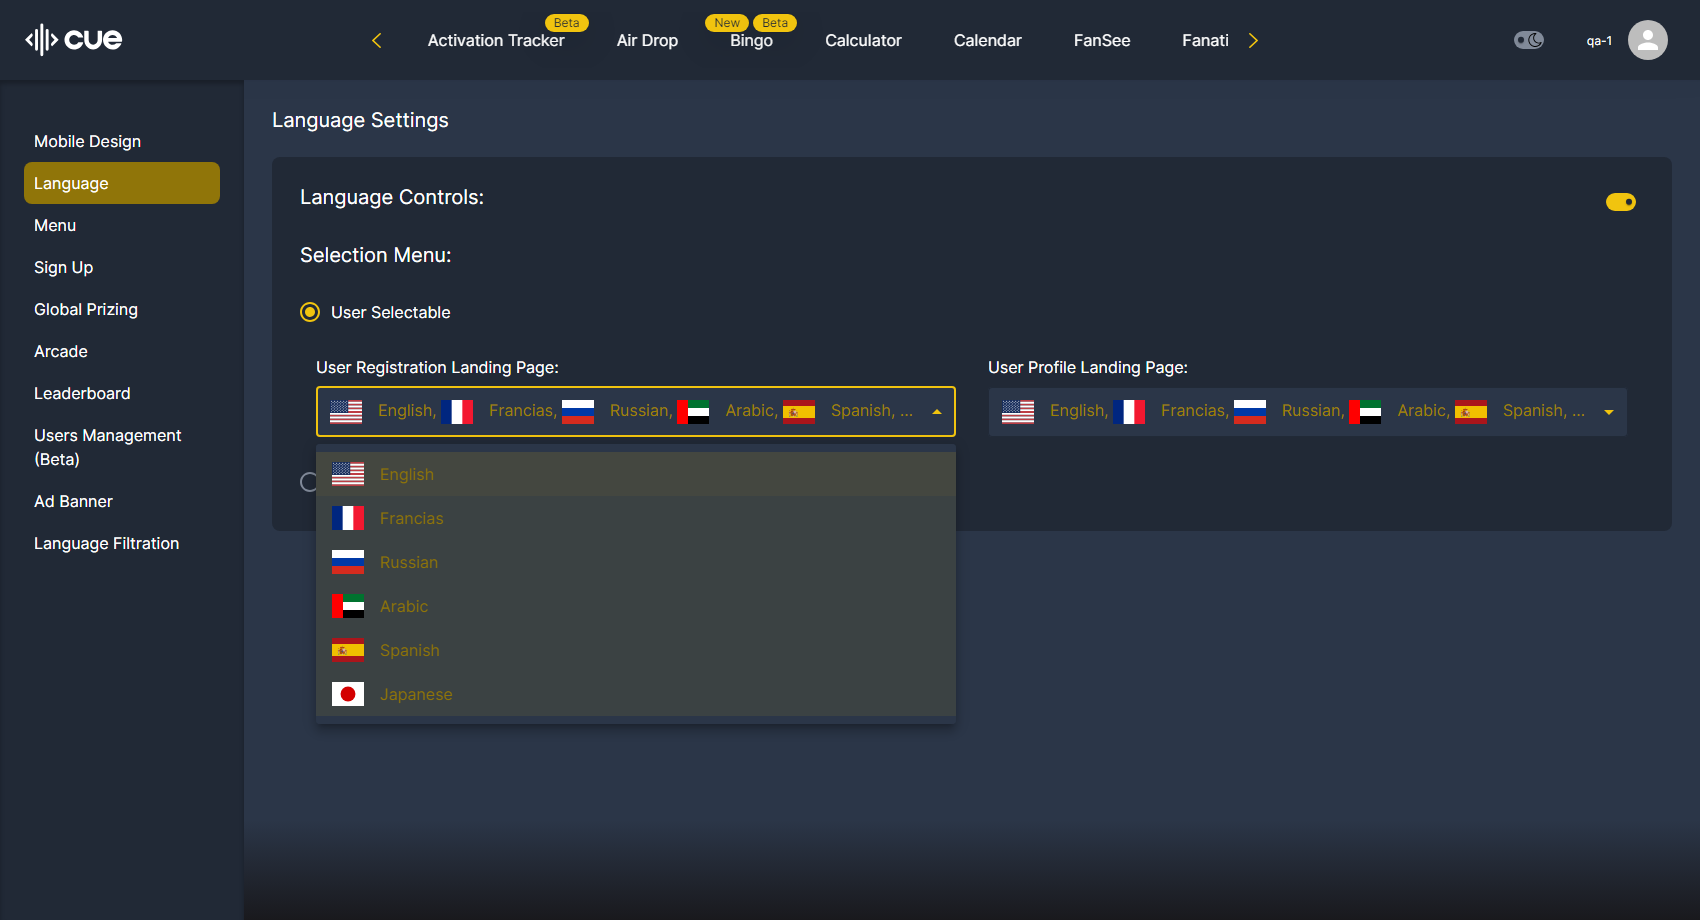 cue
Beta
New Beta
Activation Tracker Air Drop Bingo Calculator Calendar FanSee Fanati
qa-1
Mobile Design
Language
Menu
Sign Up
Global Prizing
Arcade
Leaderboard
Users Management
(Beta)
Ad Banner
Language Filtration
Language Settings
Language Controls:
Selection Menu:
User Selectable
User Registration Landing Page:
English, Francias, Russian, Arabic, Spanish, ...
English
Francias
Russian
Arabic
Spanish
Japanese
User Profile Landing Page:
English, Francias, Russian, Arabic, Spanish, ...